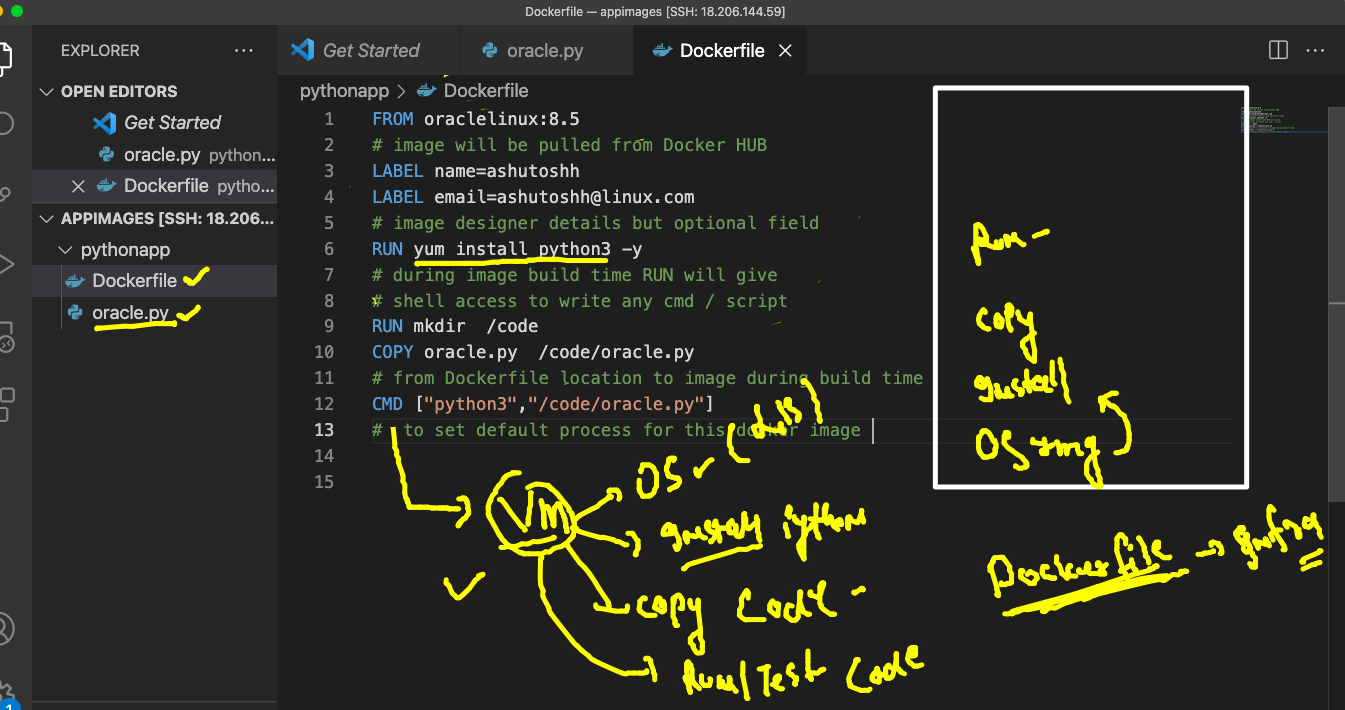 Dockerfile — appimages [SSH: 18.206.144.59]
EXPLORER
OPEN EDITORS
Get Started
oracle.py python...
Dockerfile pytho...
APPIMAGES [SSH: 18.206....
pythonapp
Dockerfile
oracle.py
Get Started
oracle.py
Dockerfile
pythonapp > Dockerfile
1 FROM oraclelinux:8.5
2 # image will be pulled from Docker HUB
3 LABEL name=ashutoshh
4 LABEL email=ashutoshh@linux.com
5 # image designer details but optional field
6 RUN yum install python3 -y
7 # during image build time RUN will give
8 # shell access to write any cmd / script
9 RUN mkdir /code
10 COPY oracle.py /code/oracle.py
11 # from Dockerfile location to image during build time
12 CMD ["python3","/code/oracle.py"]
13 # to set default process for this docker image
14
15
VM
OS
Python
Copy Code -
Run/Test Code
Run -
Copy
OS
Dockerfile
1